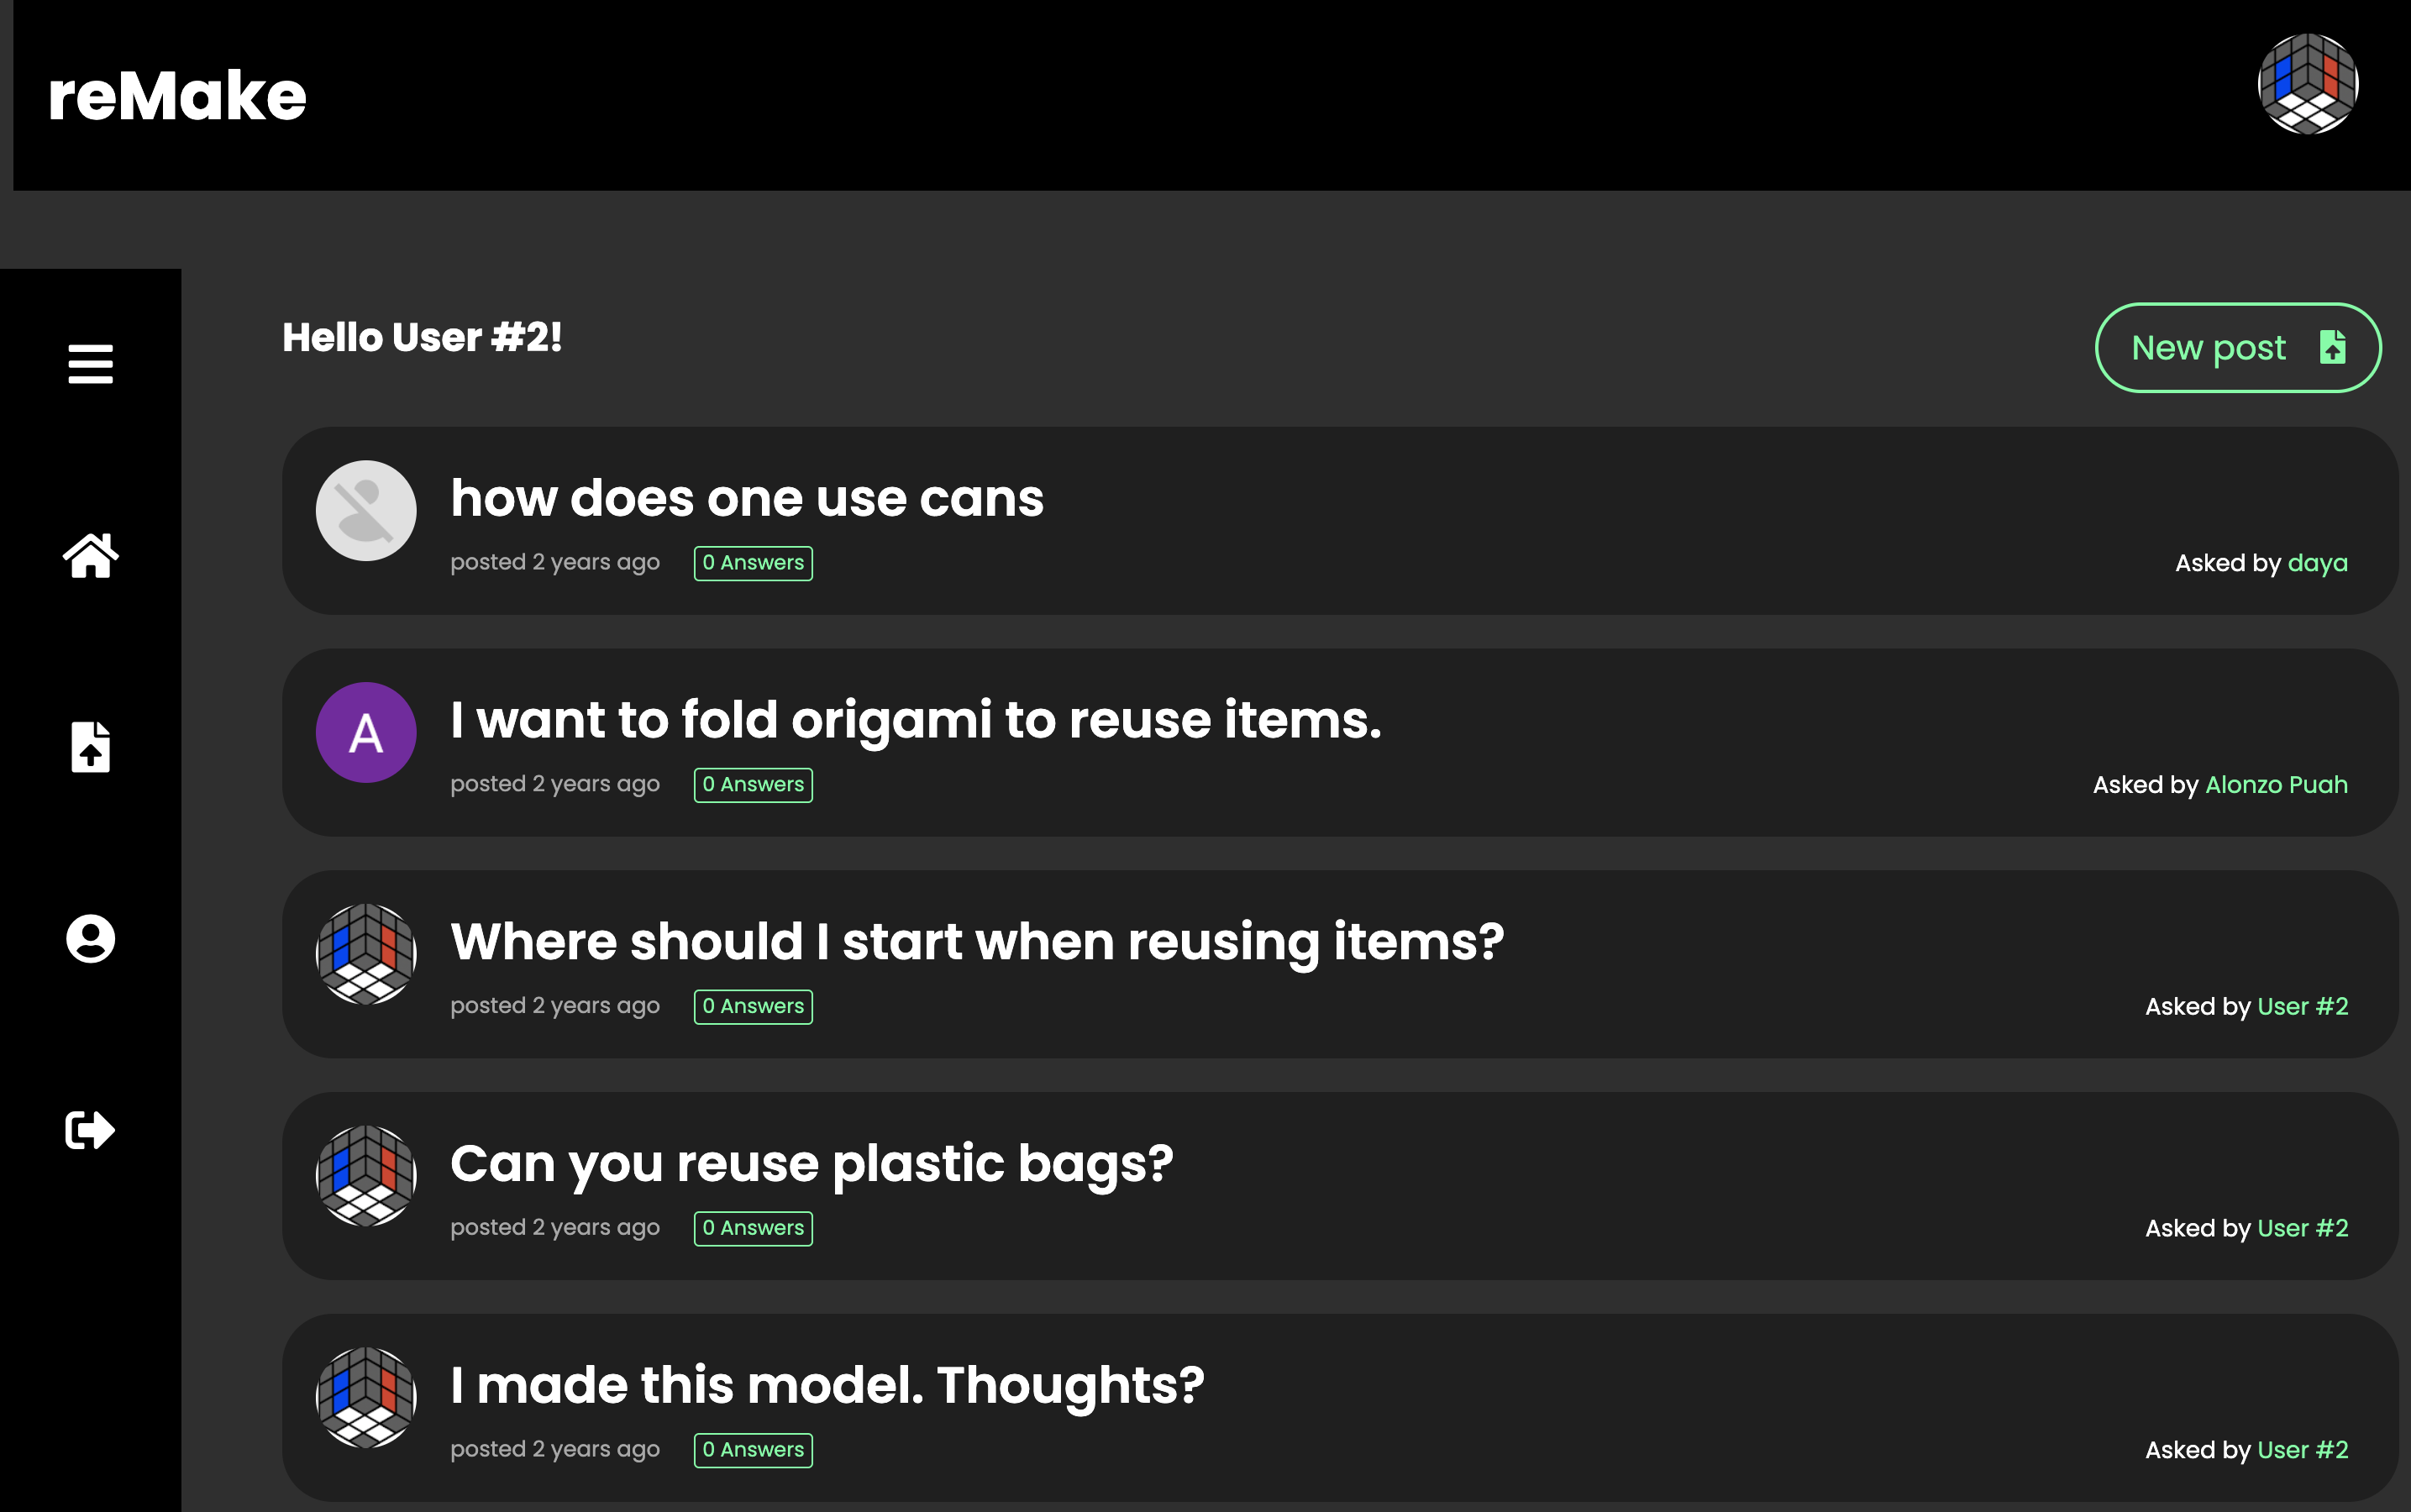 reMake
Hello User #2!
New post
how does one use cans
posted 2 years ago 0 Answers Asked by daya
A
I want to fold origami to reuse items.
posted 2 years ago 0 Answers Asked by Alonzo Puah
Where should I start when reusing items?
posted 2 years ago 0 Answers Asked by User #2
Can you reuse plastic bags?
posted 2 years ago 0 Answers Asked by User #2
I made this model. Thoughts?
posted 2 years ago 0 Answers Asked by User #2